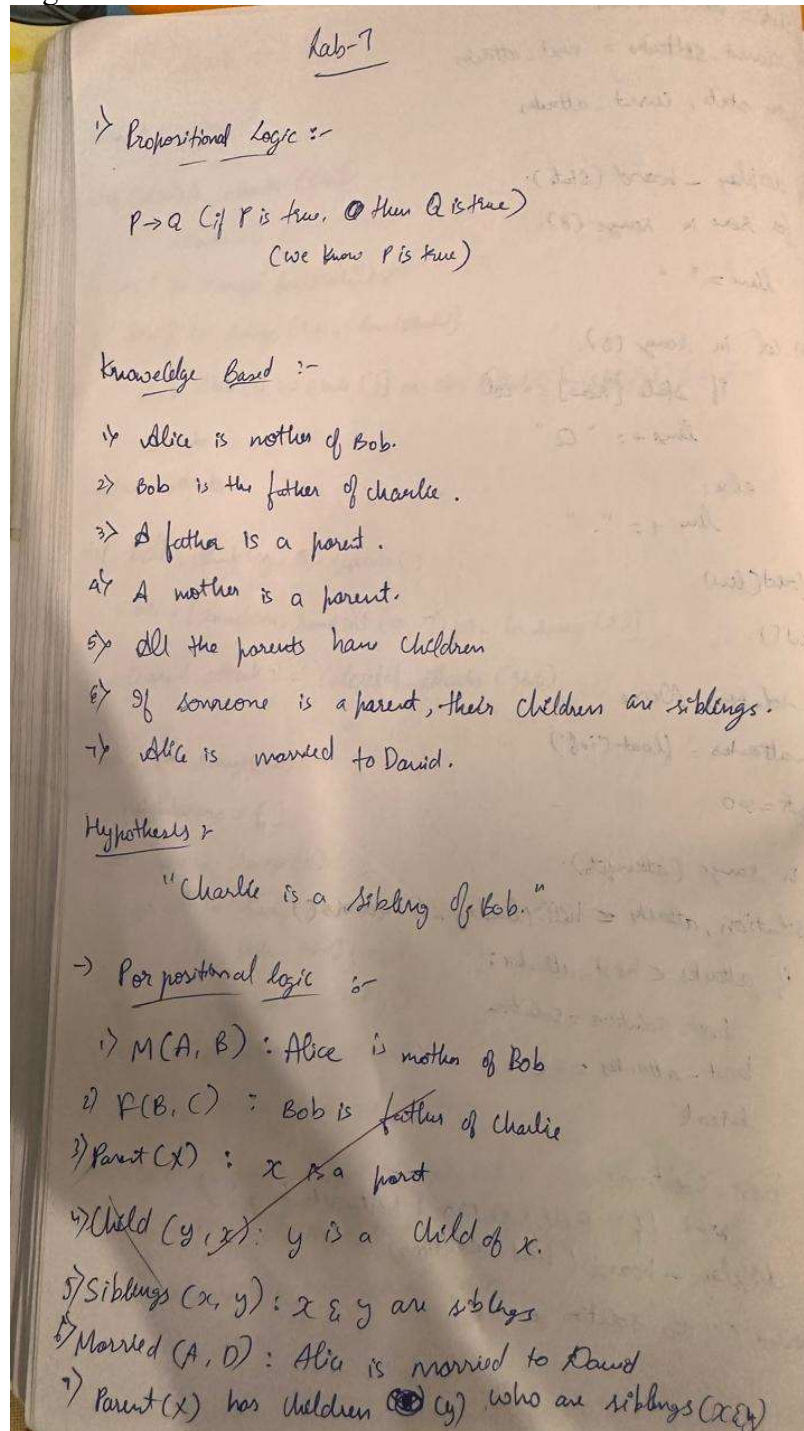 Lab-7
1) Propositional Logic :-
P→Q (if P is true, then Q is true)
(we know P is true)
Knowelelge Based :-
1) Alice is mother of Bob.
2) Bob is the father of charlie.
3) A father is a parent.
4) A mother is a parent.
5) All the parents have children
6) If someone is a parent, their children are siblings.
7) Alice is married to David.
Hypothesis :-
"Charlie is a sibling of Bob."
→ Porpositional logic :-
1) M(A, B) : Alice is mother of Bob
2) F(B, C) : Bob is father of Charlie
3) Parent (X) : x is a parot
4) Child (y, x) : y is a child of x.
5) Siblings (x, y) : x & y are siblings
6) Married (A, D) : Alice is married to David
7) Parent (x) has children (y) who are siblings (x&y)